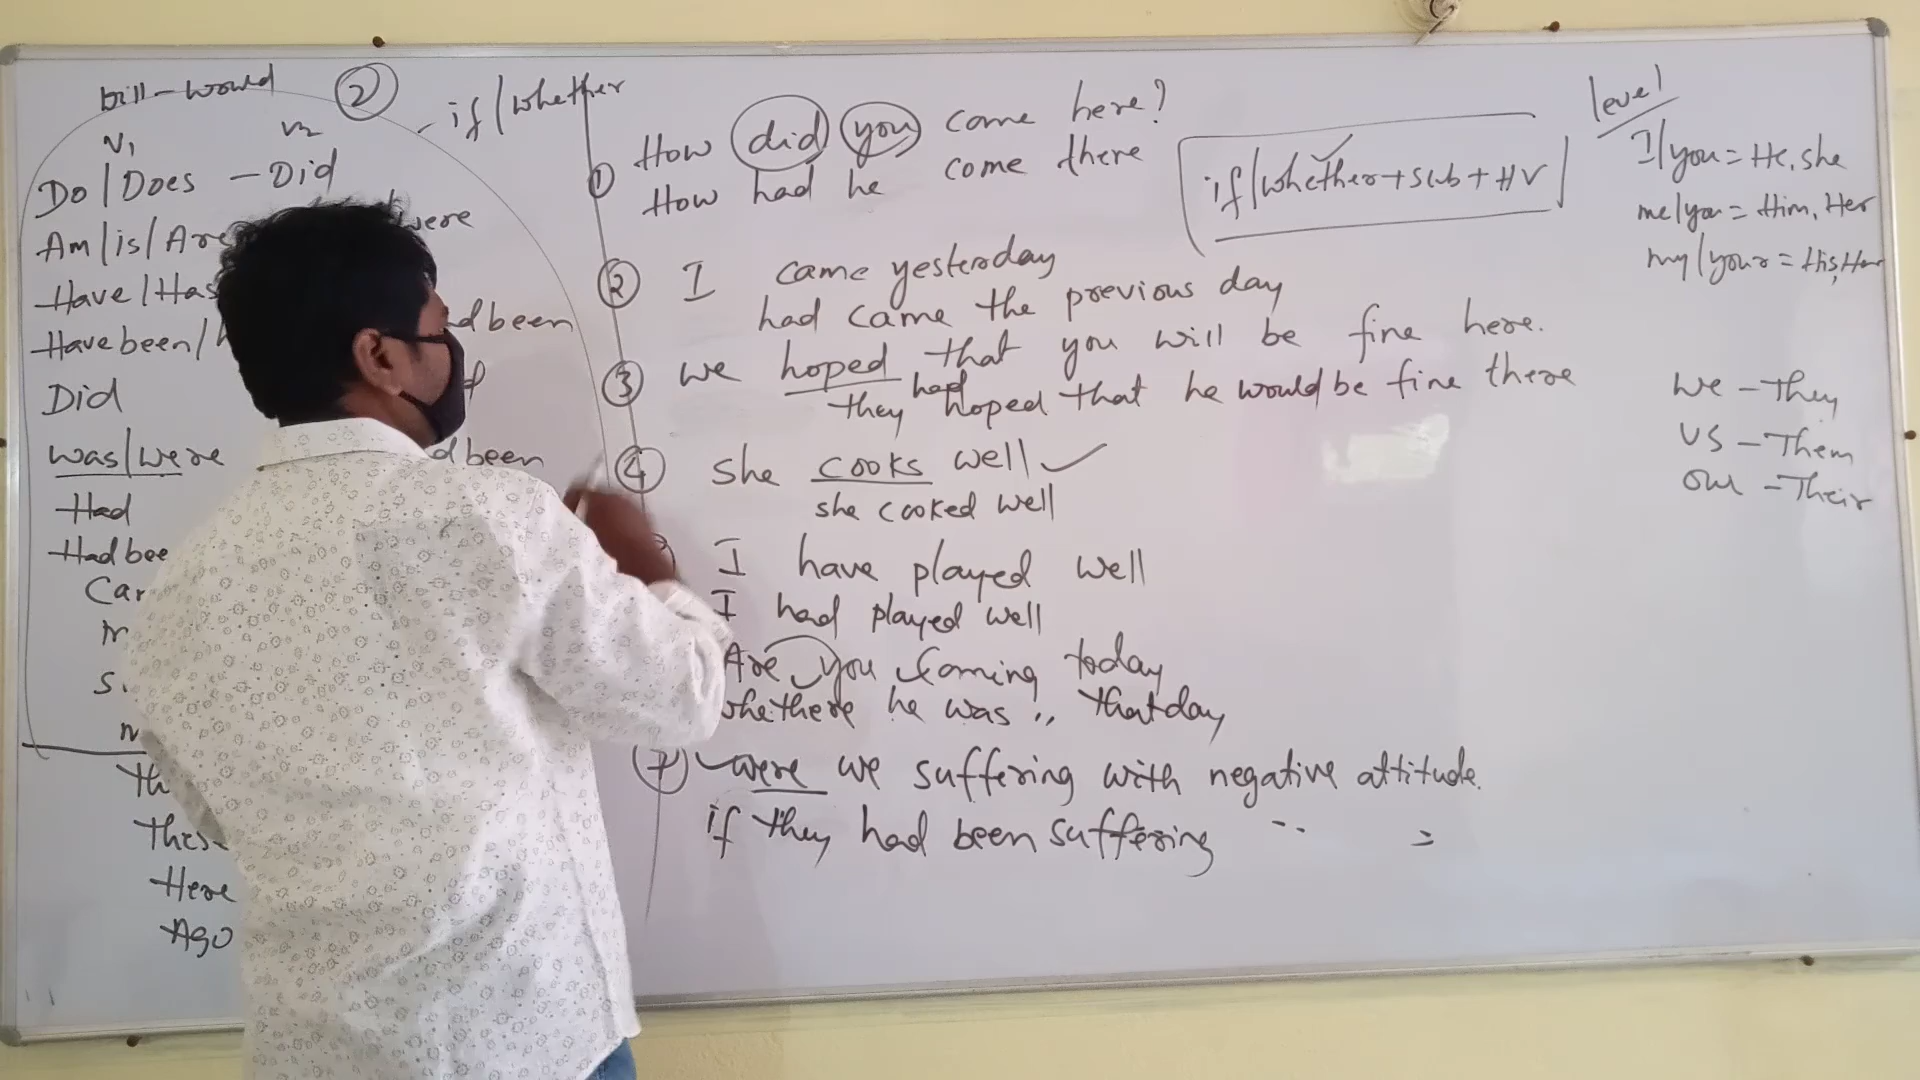 bill - would
2
- if/whether
V1 V2
Do/Does - Did
Am/is/Are were
Have/Has
Have been/ had been
Did
was/were had been
Had
Had bee
Can
Here
Ago
1 How did you come here?
How had he come there
if/whether+sub+HV
2 I came yesterday
had came the previous day
3 we hoped that you will be fine here.
they had hoped that he would be fine there
4 she cooks well ✓
she cooked well
I have played well
I had played well
Are you coming today
whethere he was ,, that day
7 were we suffering with negative attitude.
if they had been suffering
level
I/you = He, she
me/you = Him, Her
my/your = His, Her
we - They
us - Them
our - Their